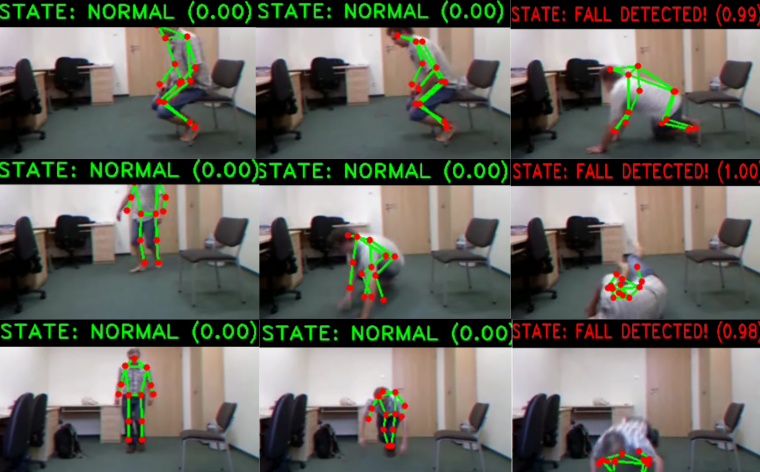 STATE: NORMAL (0.00)
STATE: NORMAL (0.00)
STATE: FALL DETECTED! (0.99)
STATE: NORMAL (0.00)
STATE: NORMAL (0.00)
STATE: FALL DETECTED! (1.00)
STATE: NORMAL (0.00)
STATE: NORMAL (0.00)
STATE: FALL DETECTED! (0.98)